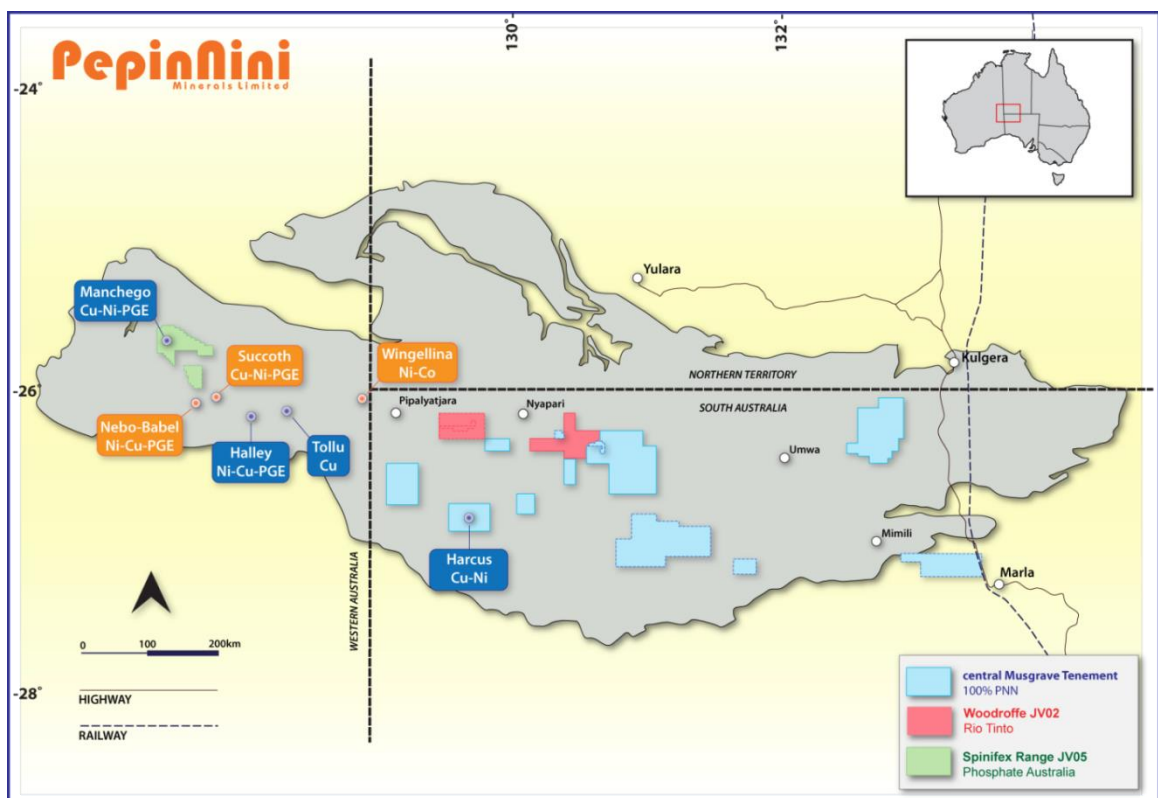 PepinNini
Minerals Limited
130°
132°
-24°
Yulara
Manchego
Cu-Ni-PGE
Succoth
Cu-Ni-PGE
Wingellina
Ni-Co
Kulgera
NORTHERN TERRITORY
-26°
SOUTH AUSTRALIA
Pipalyatjara
Nyapari
Nebo-Babel
Ni-Cu-PGE
Halley
Ni-Cu-PGE
Tollu
Cu
Umwa
Mimili
Harcus
Cu-Ni
Marla
WESTERN AUSTRALIA
0 100 200km
HIGHWAY
-28°
RAILWAY
central Musgrave Tenement
100% PNN
Woodroffe JV02
Rio Tinto
Spinifex Range JV05
Phosphate Australia